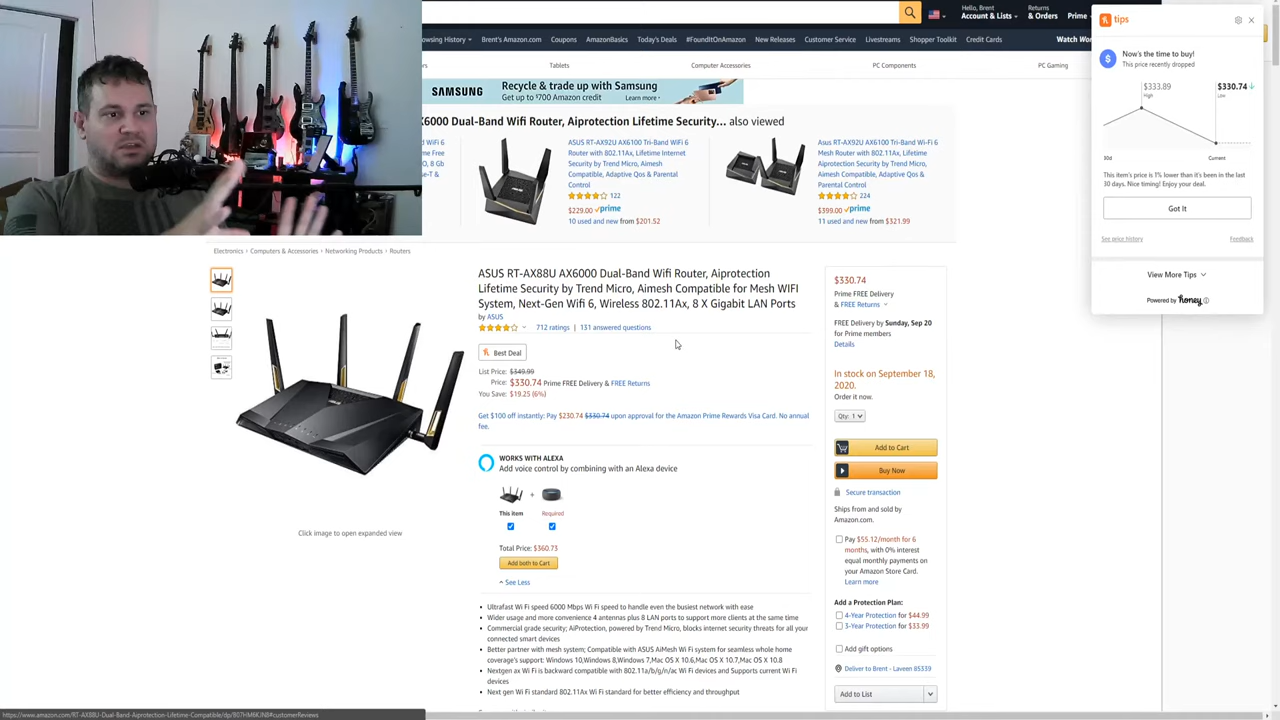 Hello, Brent
Account & Lists
Returns
& Orders
Prime
owsing History
Brent's Amazon.com
Coupons
AmazonBasics
Today's Deals
#FoundItOnAmazon
New Releases
Customer Service
Livestreams
Shopper Toolkit
Credit Cards
Tablets
Computer Accessories
PC Components
PC Gaming
SAMSUNG
Recycle & trade up with Samsung
Get up to $700 Amazon credit
Learn more ›
X6000 Dual-Band Wifi Router, Aiprotection Lifetime Security... also viewed
ASUS RT-AX92U AX6100 Tri-Band WiFi 6
Router with 802.11Ax, Lifetime Internet
Security by Trend Micro, Aimesh
Compatible, Adaptive Qos & Parental
Control
122
$229.00 prime
10 used and new from $201.52
Asus RT-AX92U AX6100 Tri-Band Wi-Fi 6
Mesh Router with 802.11Ax, Lifetime
Aiprotection Security by Trend Micro,
Aimesh Compatible, Adaptive Qos &
Parental Control
224
$399.00 prime
11 used and new from $321.99
Electronics › Computers & Accessories › Networking Products › Routers
ASUS RT-AX88U AX6000 Dual-Band Wifi Router, Aiprotection
Lifetime Security by Trend Micro, Aimesh Compatible for Mesh WIFI
System, Next-Gen Wifi 6, Wireless 802.11Ax, 8 X Gigabit LAN Ports
by ASUS
712 ratings | 131 answered questions
Best Deal
List Price: $349.99
Price: $330.74 Prime FREE Delivery & FREE Returns
You Save: $19.25 (6%)
Get $100 off instantly: Pay $230.74 $330.74 upon approval for the Amazon Prime Rewards Visa Card. No annual
fee.
WORKS WITH ALEXA
Add voice control by combining with an Alexa device
This item
Required
Total Price: $360.73
Add both to Cart
See Less
• Ultrafast Wi Fi speed 6000 Mbps Wi Fi speed to handle even the busiest network with ease
• Wider usage and more convenience 4 antennas plus 8 LAN ports to support more clients at the same time
• Commercial grade security; AiProtection, powered by Trend Micro, blocks internet security threats for all your
connected smart devices
• Better partner with mesh system; Compatible with ASUS AiMesh Wi Fi system for seamless whole home
coverage's support: Windows 10,Windows 8,Windows 7,Mac OS X 10.6,Mac OS X 10.7,Mac OS X 10.8
• Nextgen ax Wi Fi is backward compatible with 802.11a/b/g/n/ac Wi Fi devices and Supports current Wi Fi
devices
• Next gen Wi Fi standard 802.11Ax Wi Fi standard for better efficiency and throughput
Click image to open expanded view
$330.74
Prime FREE Delivery
& FREE Returns
FREE Delivery by Sunday, Sep 20
for Prime members
Details
In stock on September 18,
2020.
Order it now.
Qty: 1
Add to Cart
Buy Now
Secure transaction
Ships from and sold by
Amazon.com.
Pay $55.12/month for 6
months, with 0% interest
equal monthly payments on
your Amazon Store Card.
Learn more
Add a Protection Plan:
4-Year Protection for $44.99
3-Year Protection for $33.99
Add gift options
Deliver to Brent - Laveen 85339
Add to List
tips
Now's the time to buy!
This price recently dropped
$333.89
High
$330.74
Low
30d
Current
This item's price is 1% lower than it's been in the last
30 days. Nice timing! Enjoy your deal.
Got It
See price history
Feedback
View More Tips
Powered by honey